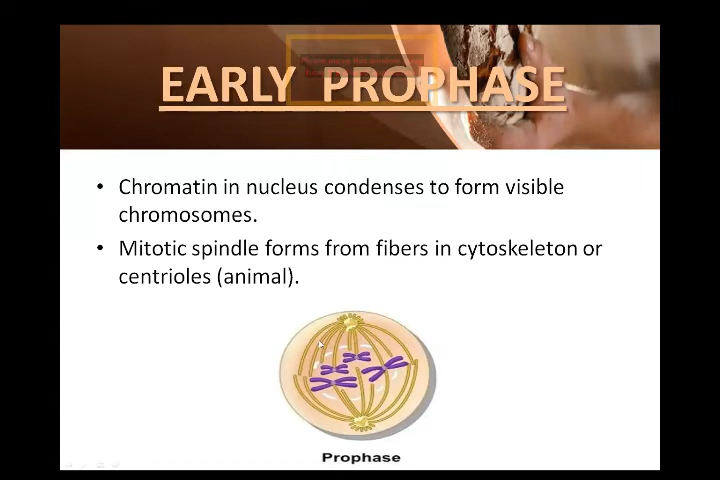 EARLY PROPHASE
• Chromatin in nucleus condenses to form visible
chromosomes.
• Mitotic spindle forms from fibers in cytoskeleton or
centrioles (animal).
Prophase